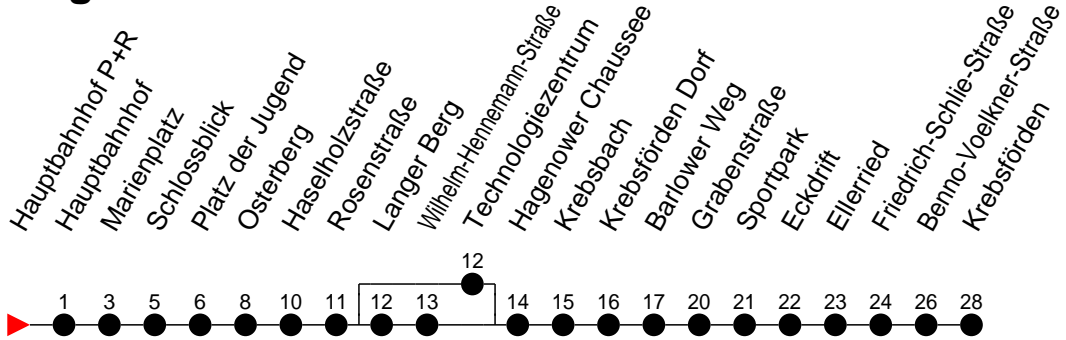 Hauptbahnhof P+R
Hauptbahnhof
Marienplatz
Schlossblick
Platz der Jugend
Osterberg
Haselholzstraße
Rosenstraße
Langer Berg
Wilhelm-Hennemann-Straße
Technologiezentrum
Hagenower Chaussee
Krebsbach
Krebsförden Dorf
Barlower Weg
Grabenstraße
Sportpark
Eckdrift
Ellerried
Friedrich-Schlie-Straße
Benno-Voelkner-Straße
Krebsförden
12
1 3 5 6 8 10 11 12 13 14 15 16 17 20 21 22 23 24 26 28